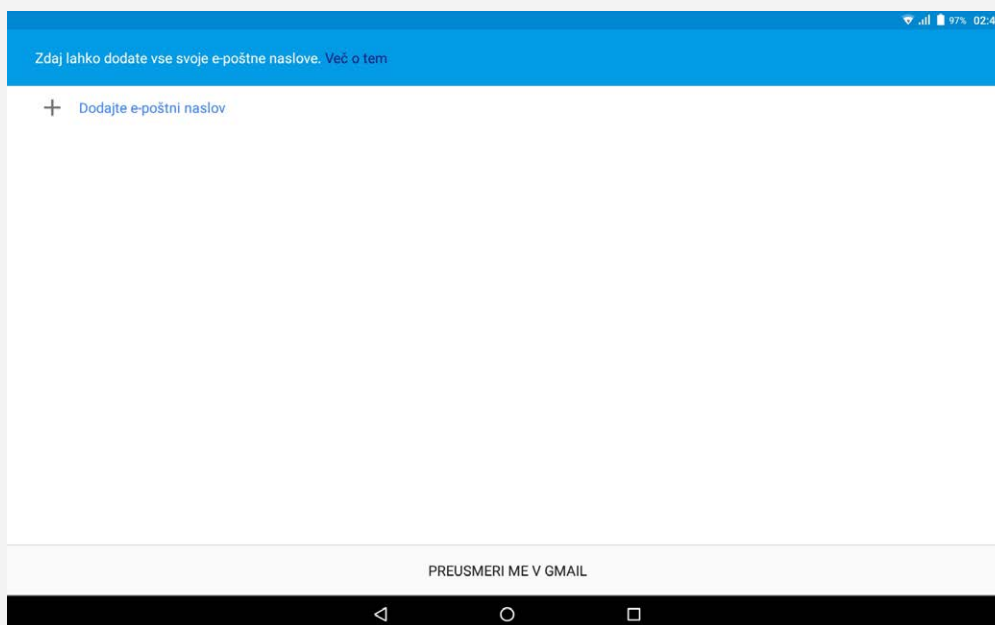 97% 02:4
Zdaj lahko dodate vse svoje e-poštne naslove. Več o tem
Dodajte e-poštni naslov
PREUSMERI ME V GMAIL